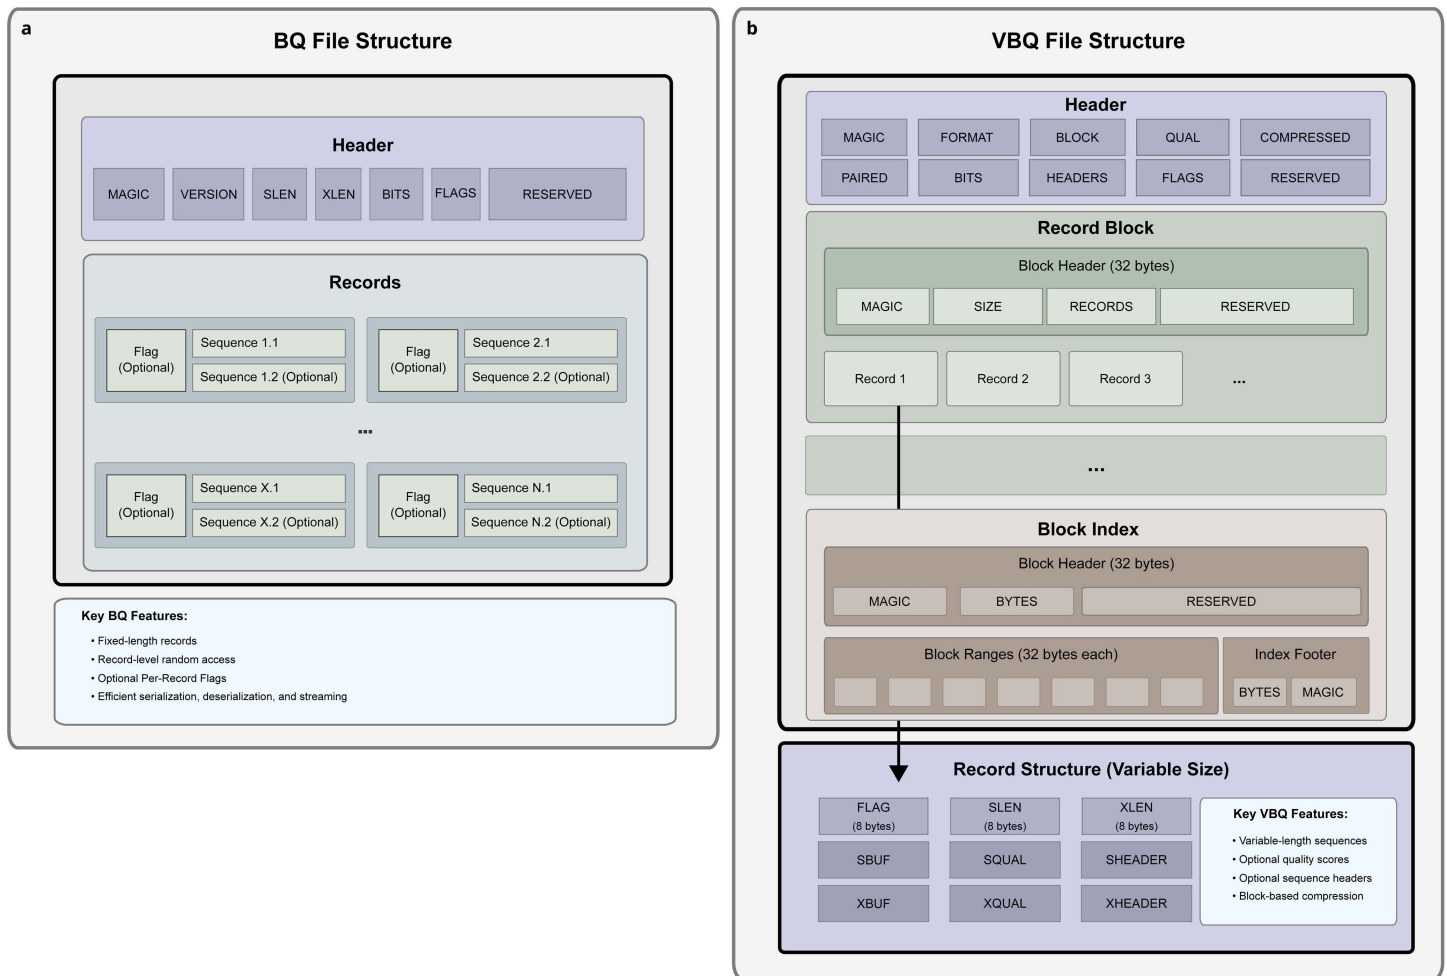 a
BQ File Structure
Header
MAGIC VERSION SLEN XLEN BITS FLAGS RESERVED
Records
Flag
(Optional)
Sequence 1.1
Sequence 1.2 (Optional)
Flag
(Optional)
Sequence 2.1
Sequence 2.2 (Optional)
...
Flag
(Optional)
Sequence X.1
Sequence X.2 (Optional)
Flag
(Optional)
Sequence N.1
Sequence N.2 (Optional)
Key BQ Features:
• Fixed-length records
• Record-level random access
• Optional Per-Record Flags
• Efficient serialization, deserialization, and streaming
b
VBQ File Structure
Header
MAGIC FORMAT BLOCK QUAL COMPRESSED
PAIRED BITS HEADERS FLAGS RESERVED
Record Block
Block Header (32 bytes)
MAGIC SIZE RECORDS RESERVED
Record 1 Record 2 Record 3 ...
...
Block Index
Block Header (32 bytes)
MAGIC BYTES RESERVED
Block Ranges (32 bytes each)
Index Footer
BYTES MAGIC
Record Structure (Variable Size)
FLAG SLEN XLEN
(8 bytes) (8 bytes) (8 bytes)
SBUF SQUAL SHEADER
XBUF XQUAL XHEADER
Key VBQ Features:
• Variable-length sequences
• Optional quality scores
• Optional sequence headers
• Block-based compression